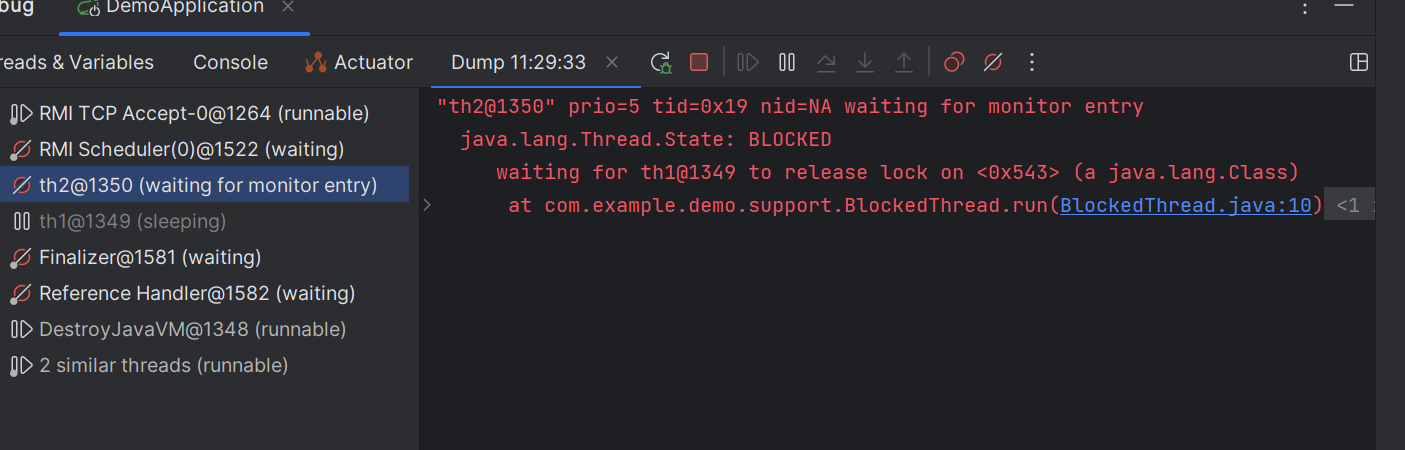 bug
DemoApplication
reads & Variables
Console
Actuator
Dump 11:29:33
RMI TCP Accept-0@1264 (runnable)
RMI Scheduler(0)@1522 (waiting)
th2@1350 (waiting for monitor entry)
th1@1349 (sleeping)
Finalizer@1581 (waiting)
Reference Handler@1582 (waiting)
DestroyJavaVM@1348 (runnable)
2 similar threads (runnable)
"th2@1350" prio=5 tid=0x19 nid=NA waiting for monitor entry
java.lang.Thread.State: BLOCKED
waiting for th1@1349 to release lock on <0x543> (a java.lang.Class)
at com.example.demo.support.BlockedThread.run(BlockedThread.java:10) <1